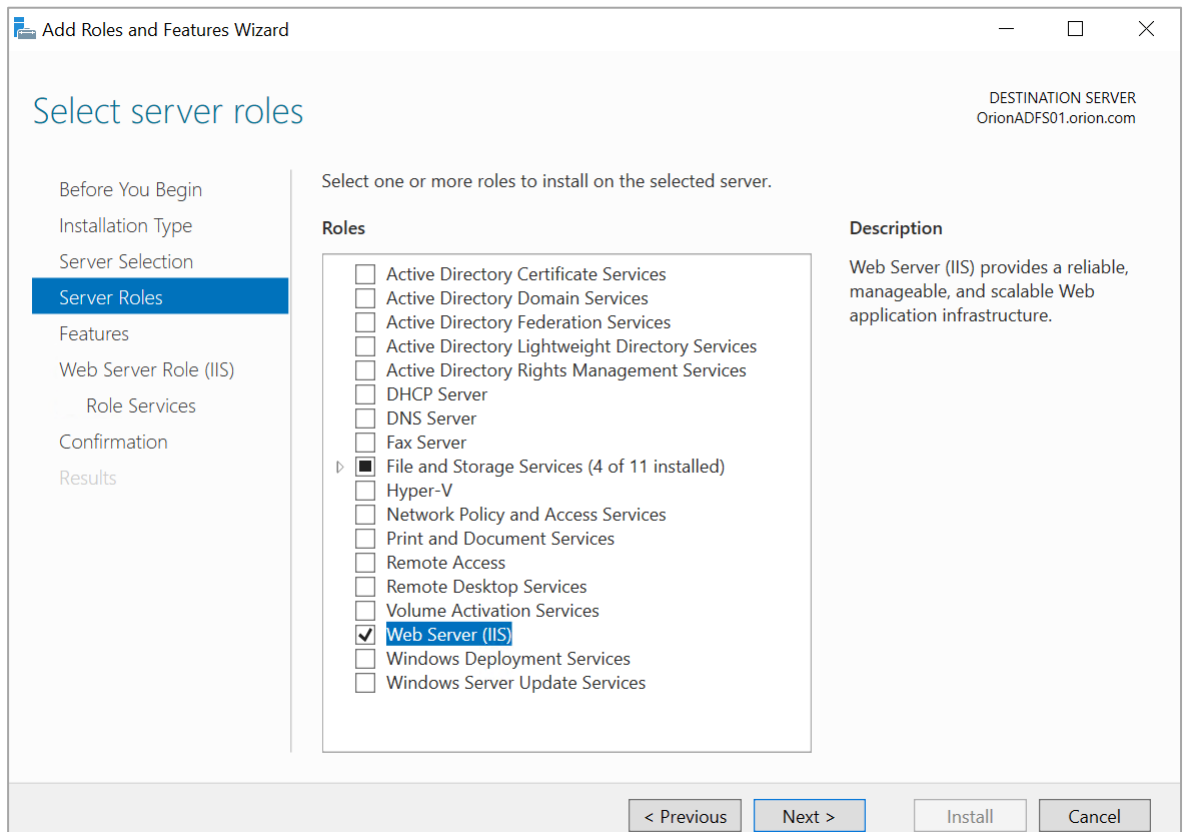 Add Roles and Features Wizard
Select server roles
DESTINATION SERVER
OrionADFS01.orion.com
Before You Begin
Installation Type
Server Selection
Server Roles
Features
Web Server Role (IIS)
Role Services
Confirmation
Results
Select one or more roles to install on the selected server.
Roles
Active Directory Certificate Services
Active Directory Domain Services
Active Directory Federation Services
Active Directory Lightweight Directory Services
Active Directory Rights Management Services
DHCP Server
DNS Server
Fax Server
File and Storage Services (4 of 11 installed)
Hyper-V
Network Policy and Access Services
Print and Document Services
Remote Access
Remote Desktop Services
Volume Activation Services
Web Server (IIS)
Windows Deployment Services
Windows Server Update Services
Description
Web Server (IIS) provides a reliable,
manageable, and scalable Web
application infrastructure.
< Previous
Next >
Install
Cancel